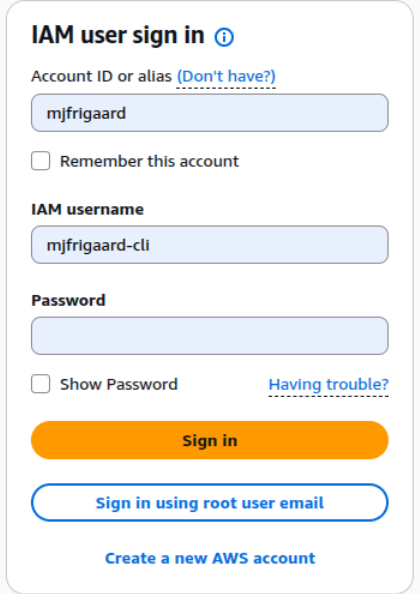 IAM user sign in
Account ID or alias (Don't have?)
mjfrigaard
Remember this account
IAM username
mjfrigaard-cli
Password
Show Password Having trouble?
Sign in
Sign in using root user email
Create a new AWS account